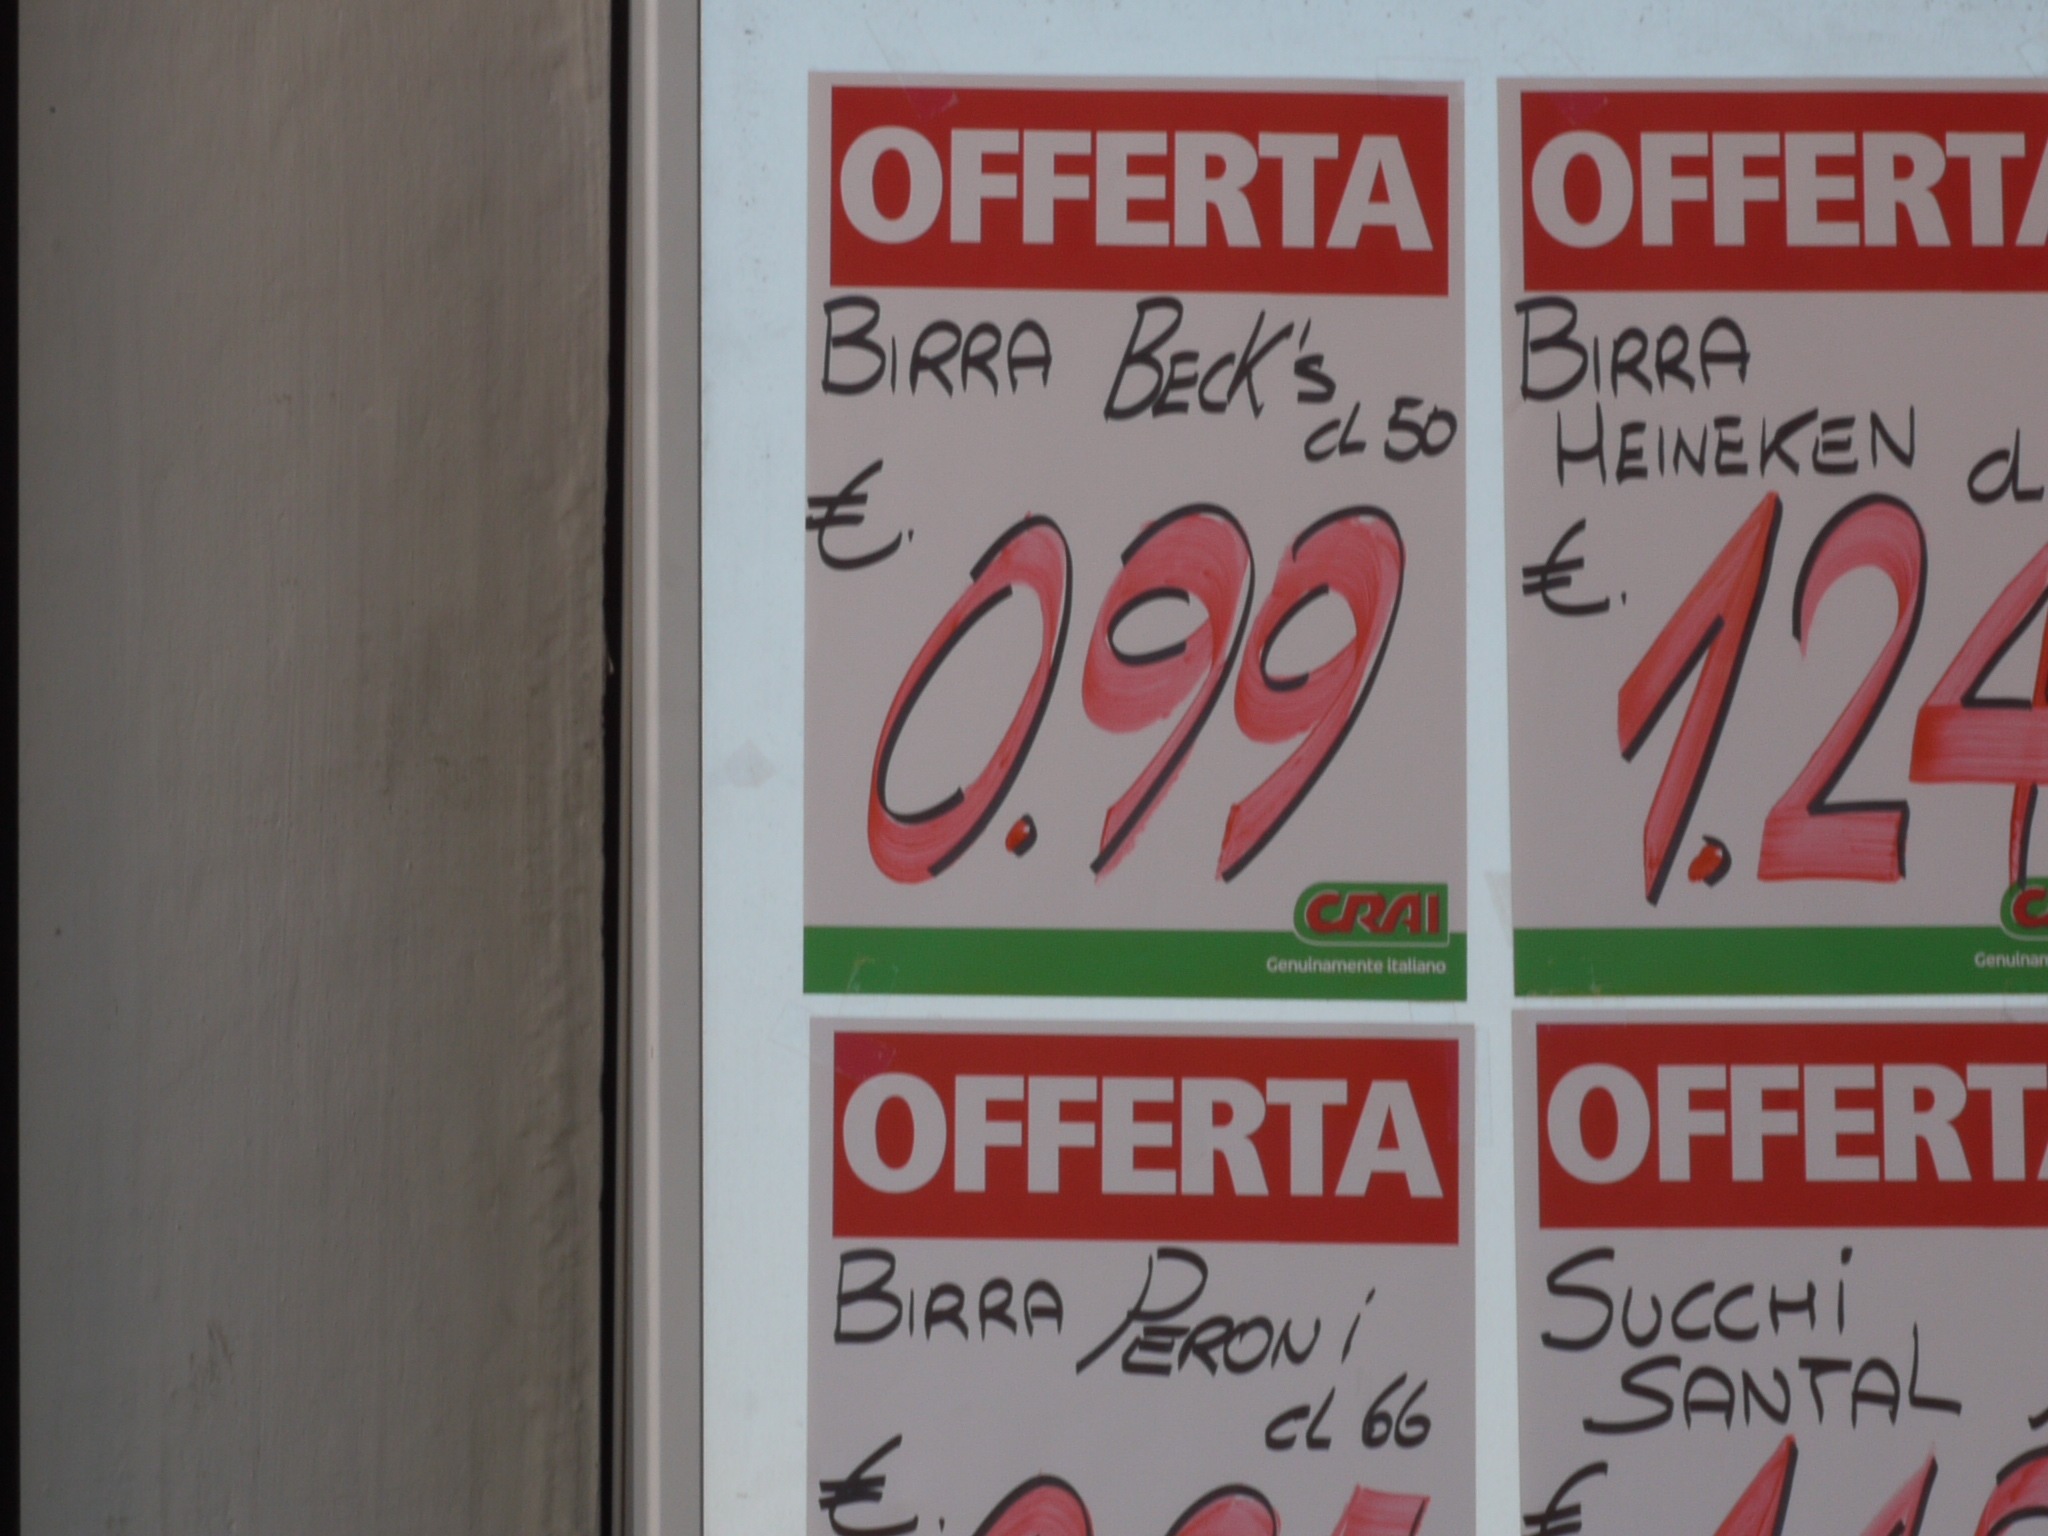 OFFERTA
BIRRA BECK's
cL 50
€. 0.99
CRAI
Genuinamente italiano
OFFERTA
BIRRA
HEINEKEN
€. 1.24
OFFERTA
BIRRA PERONi
cL 66
€.
OFFERTA
SUCCHi
SANTAL
€